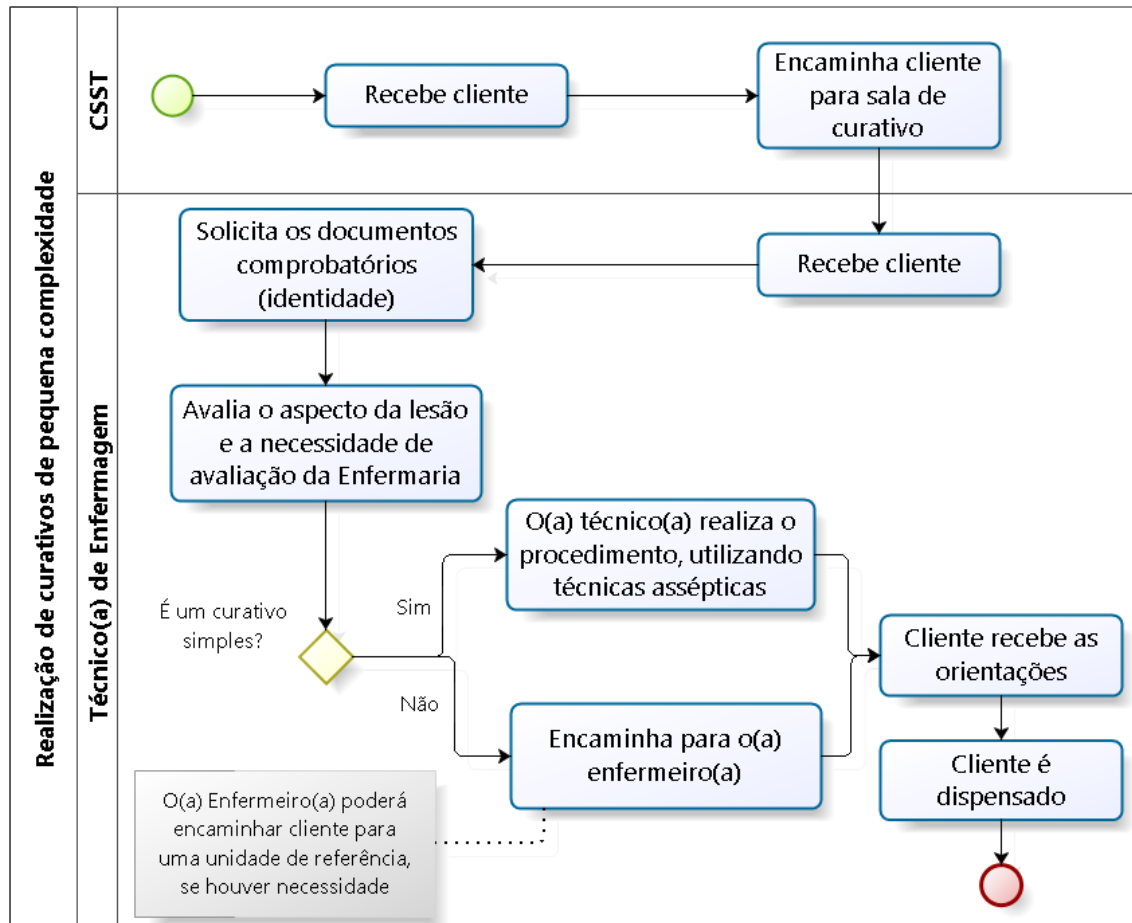 Realização de curativos de pequena complexidade
CSST
Recebe cliente
Encaminha cliente
para sala de
curativo
Técnico(a) de Enfermagem
Recebe cliente
Solicita os documentos
comprobatórios
(identidade)
Avalia o aspecto da lesão
e a necessidade de
avaliação da Enfermaria
É um curativo
simples?
Sim
O(a) técnico(a) realiza o
procedimento, utilizando
técnicas assépticas
Não
Encaminha para o(a)
enfermeiro(a)
O(a) Enfermeiro(a) poderá
encaminhar cliente para
uma unidade de referência,
se houver necessidade
Cliente recebe as
orientações
Cliente é
dispensado